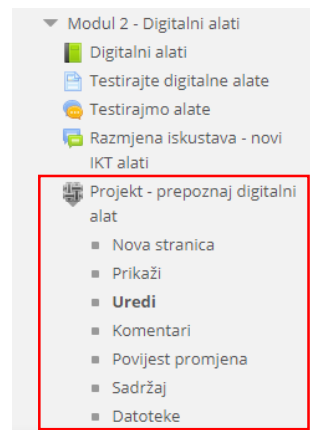 Modul 2 - Digitalni alati
Digitalni alati
Testirajte digitalne alate
Testirajmo alate
Razmjena iskustava - novi
IKT alati
Projekt - prepoznaj digitalni
alat
Nova stranica
Prikaži
Uredi
Komentari
Povijest promjena
Sadržaj
Datoteke